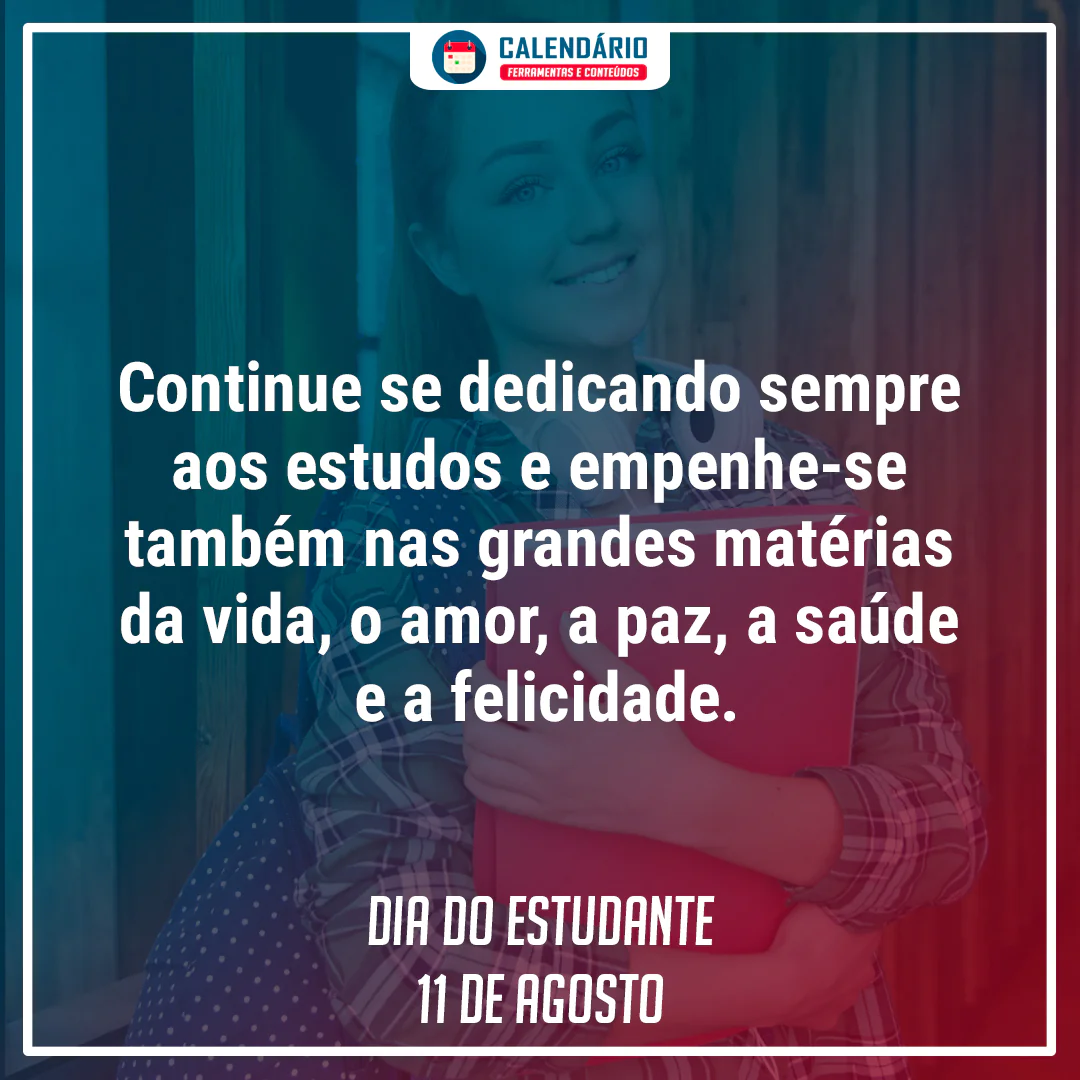 CALENDÁRIO
FERRAMENTAS E CONTEÚDOS
Continue se dedicando sempre
aos estudos e empenhe-se
também nas grandes matérias
da vida, o amor, a paz, a saúde
e a felicidade.
DIA DO ESTUDANTE
11 DE AGOSTO